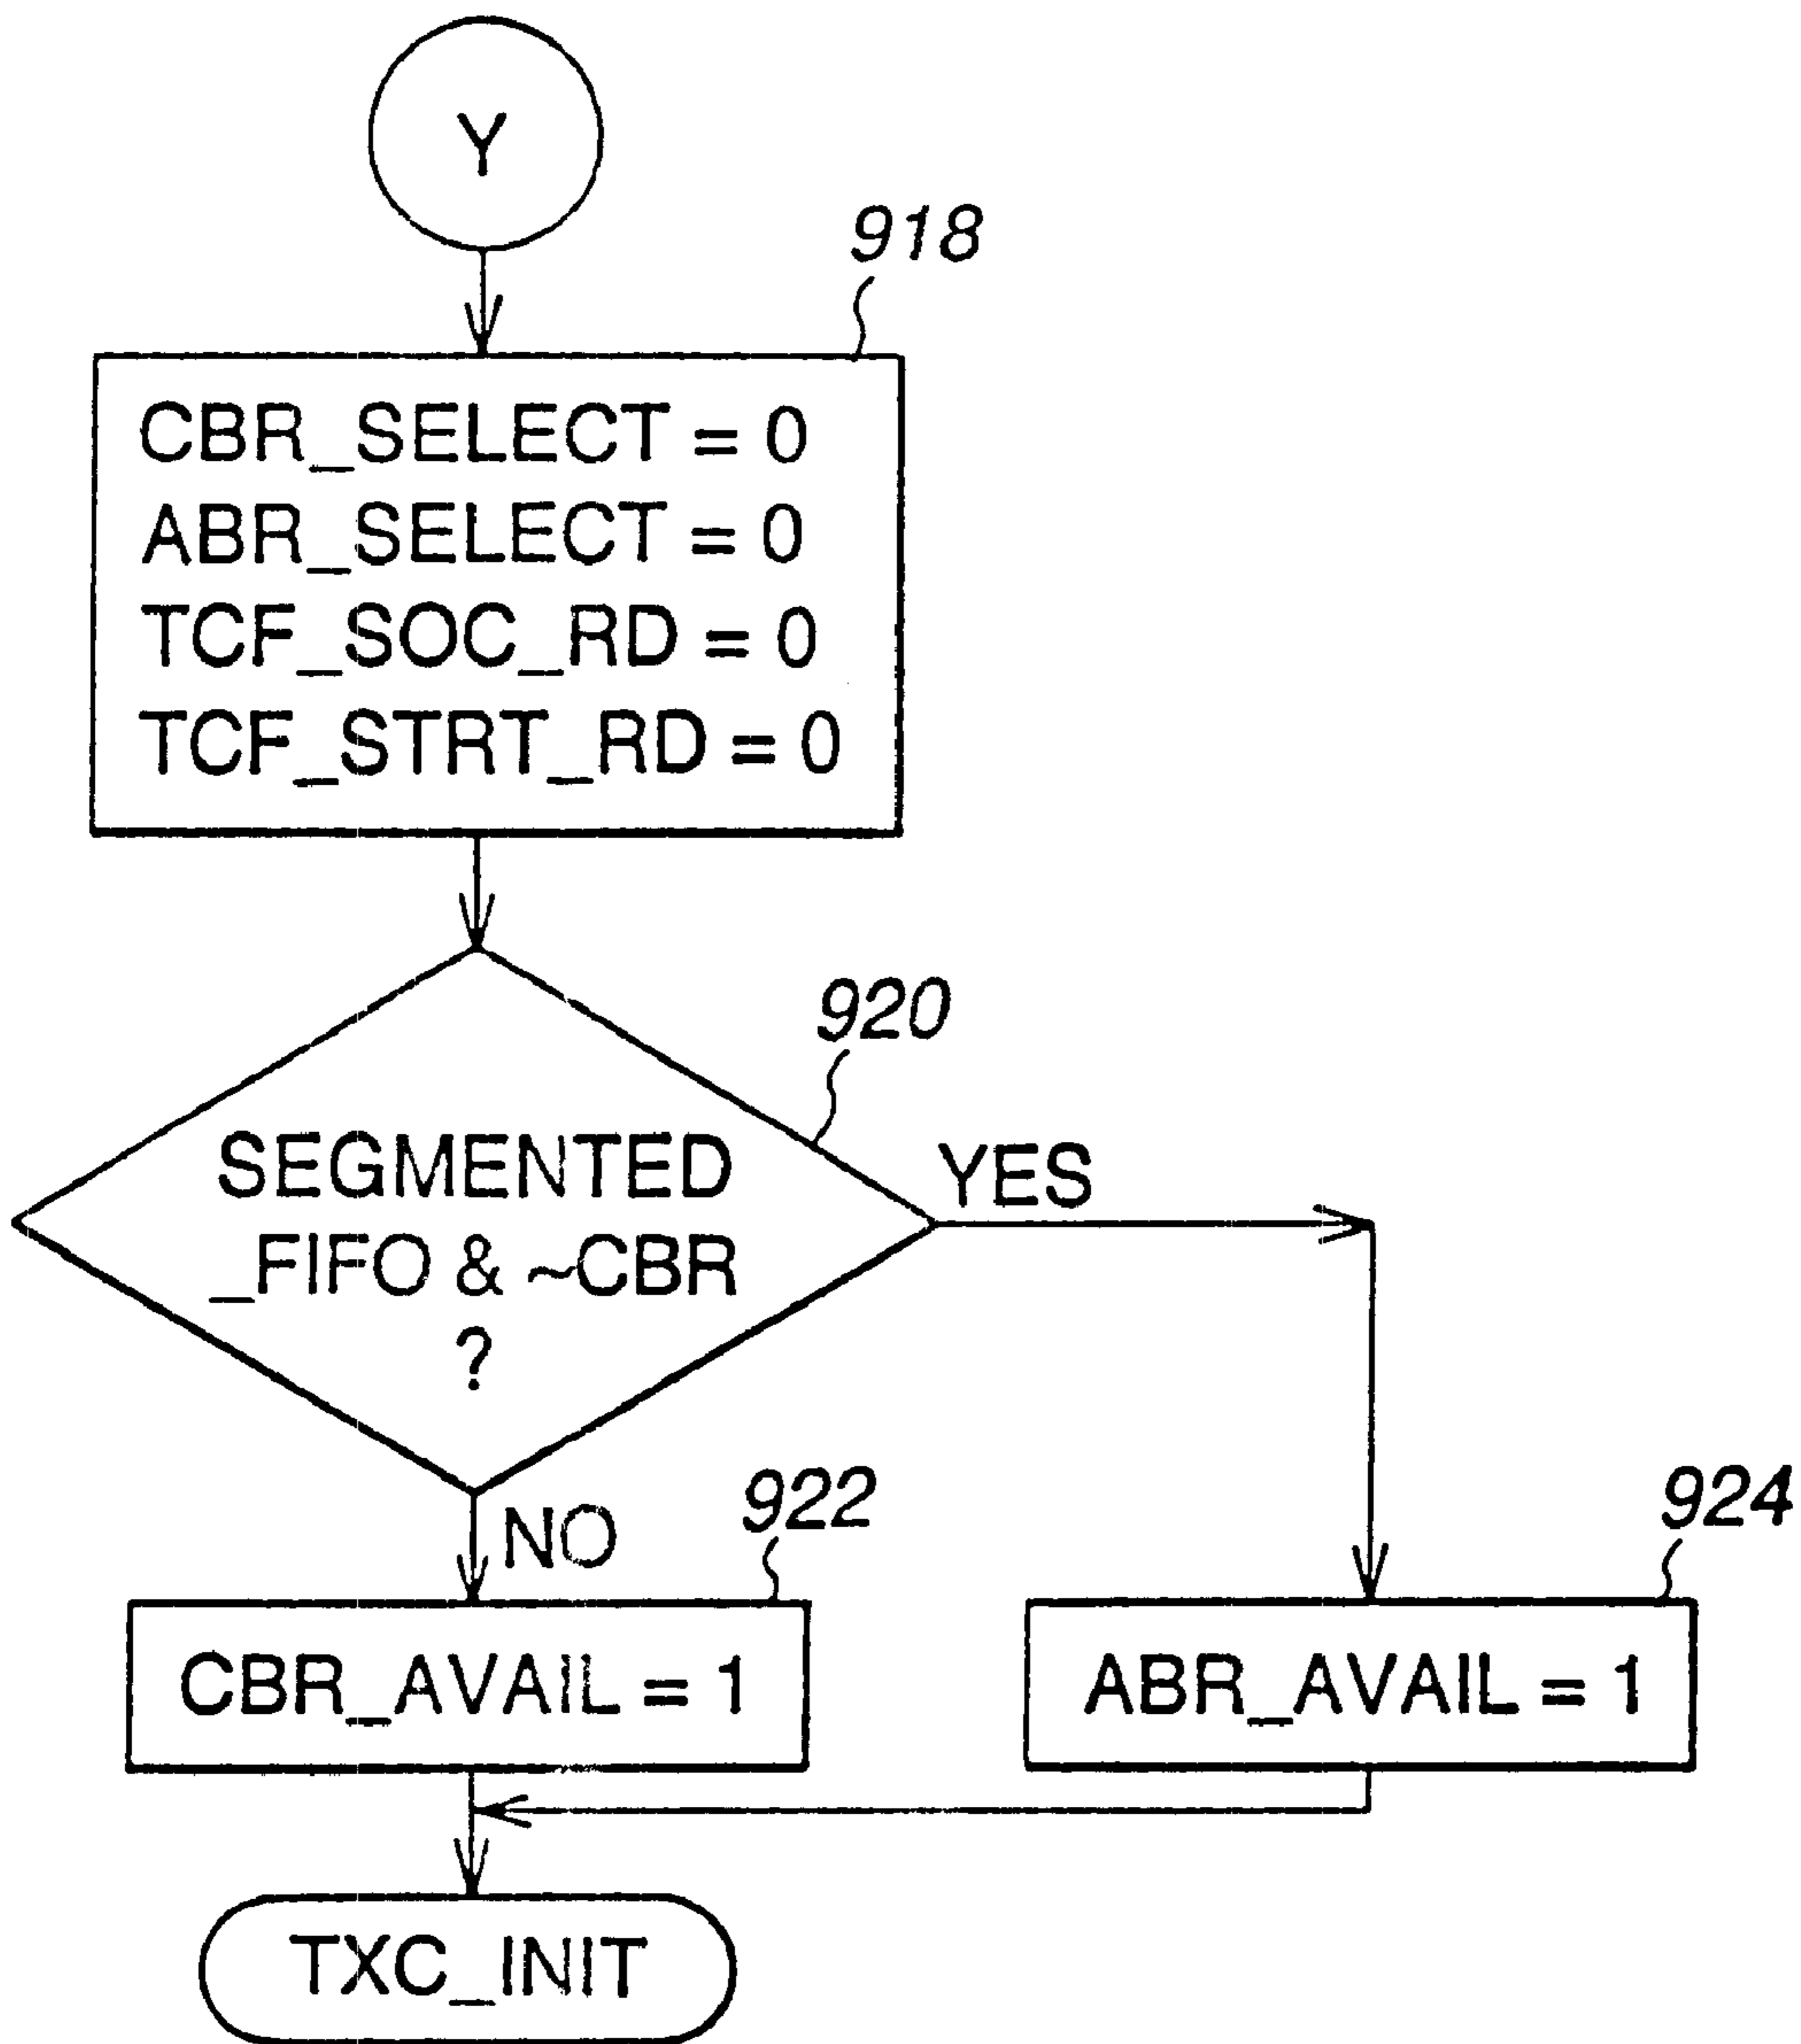 Y
918
CBR_SELECT = 0
ABR_SELECT = 0
TCF_SOC_RD = 0
TCF_STRT_RD = 0
920
SEGMENTED
_FIFO & ~CBR
?
YES
NO
922
924
CBR_AVAIL = 1
ABR_AVAIL = 1
TXC_INIT